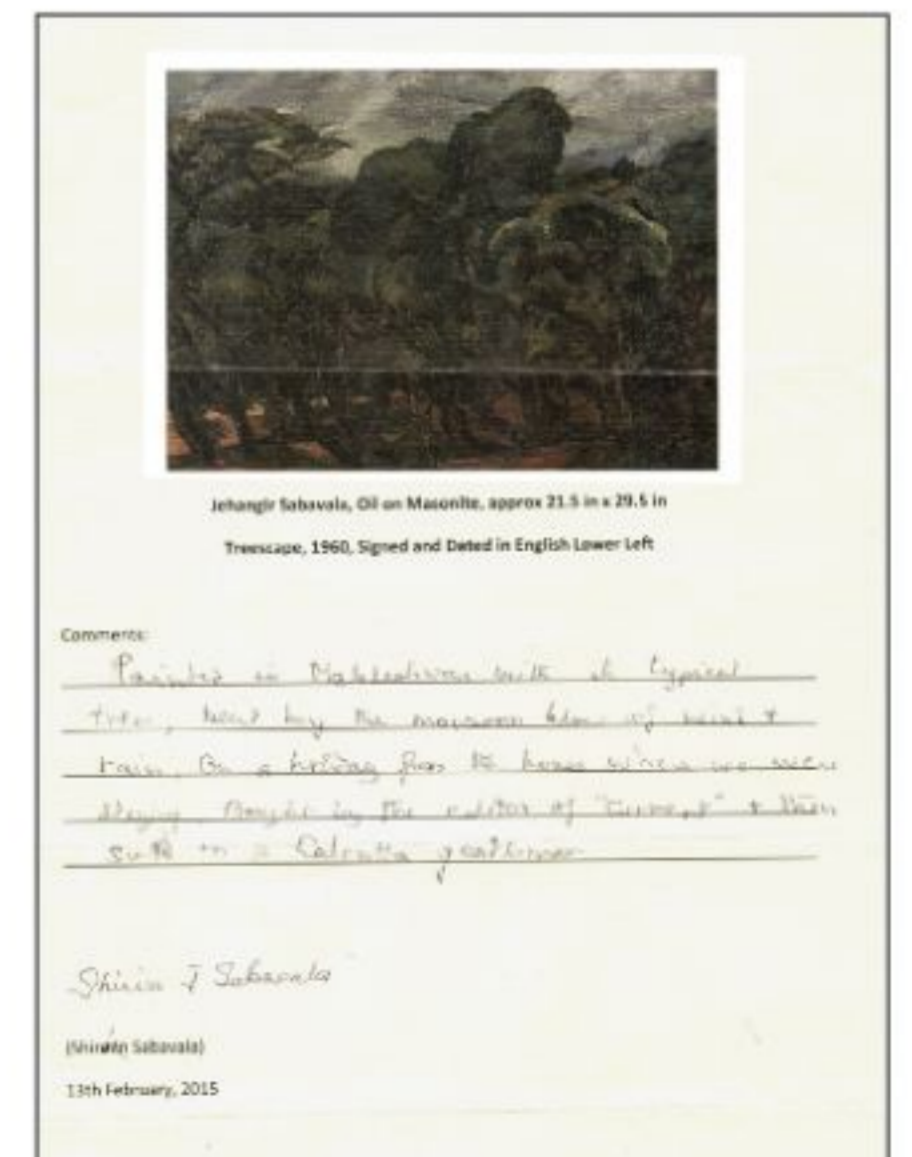 Jehangir Sabavala, Oil on Masonite, approx 21.5 in x 29.5 in
Treescape, 1960, Signed and Dated in English Lower Left
Comments:
Painted in Mahableshwar with it typical
trees, bent by the monsoon of wind +
rain. On a holiday from the house where we were
staying. Bought by the editor of "Current" + then
sold to a Calcutta gentleman
Shirin J Sabavala
(Shirin Sabavala)
13th February, 2015